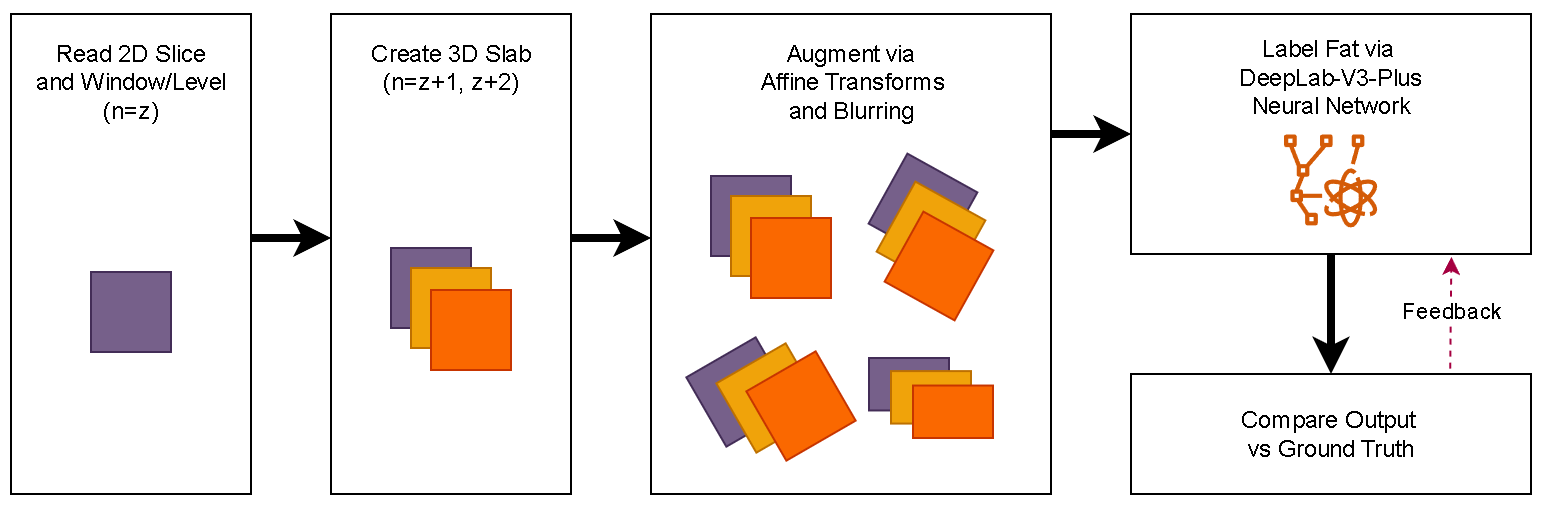 Read 2D Slice
and Window/Level
(n=z)
Create 3D Slab
(n=z+1, z+2)
Augment via
Affine Transforms
and Blurring
Label Fat via
DeepLab-V3-Plus
Neural Network
Feedback
Compare Output
vs Ground Truth